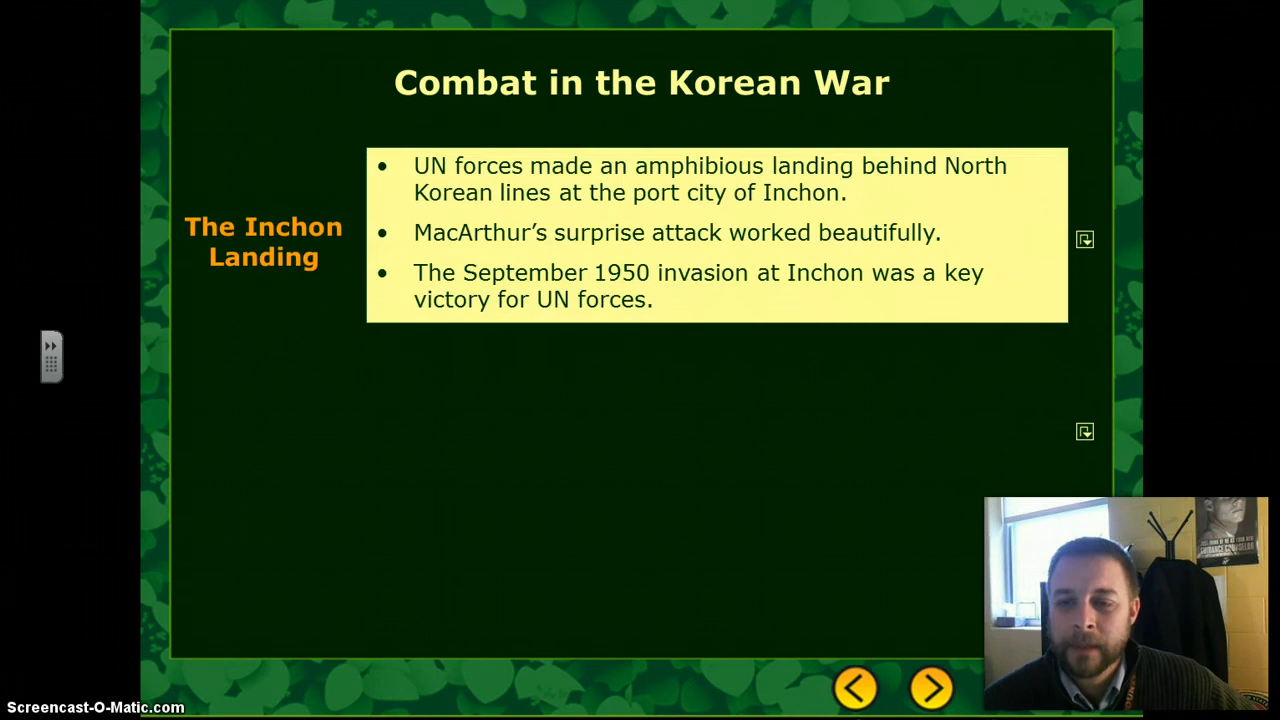 Combat in the Korean War
The Inchon
Landing
• UN forces made an amphibious landing behind North
Korean lines at the port city of Inchon.
• MacArthur’s surprise attack worked beautifully.
• The September 1950 invasion at Inchon was a key
victory for UN forces.
GUIDANCE COUNSELOR
Screencast-O-Matic.com